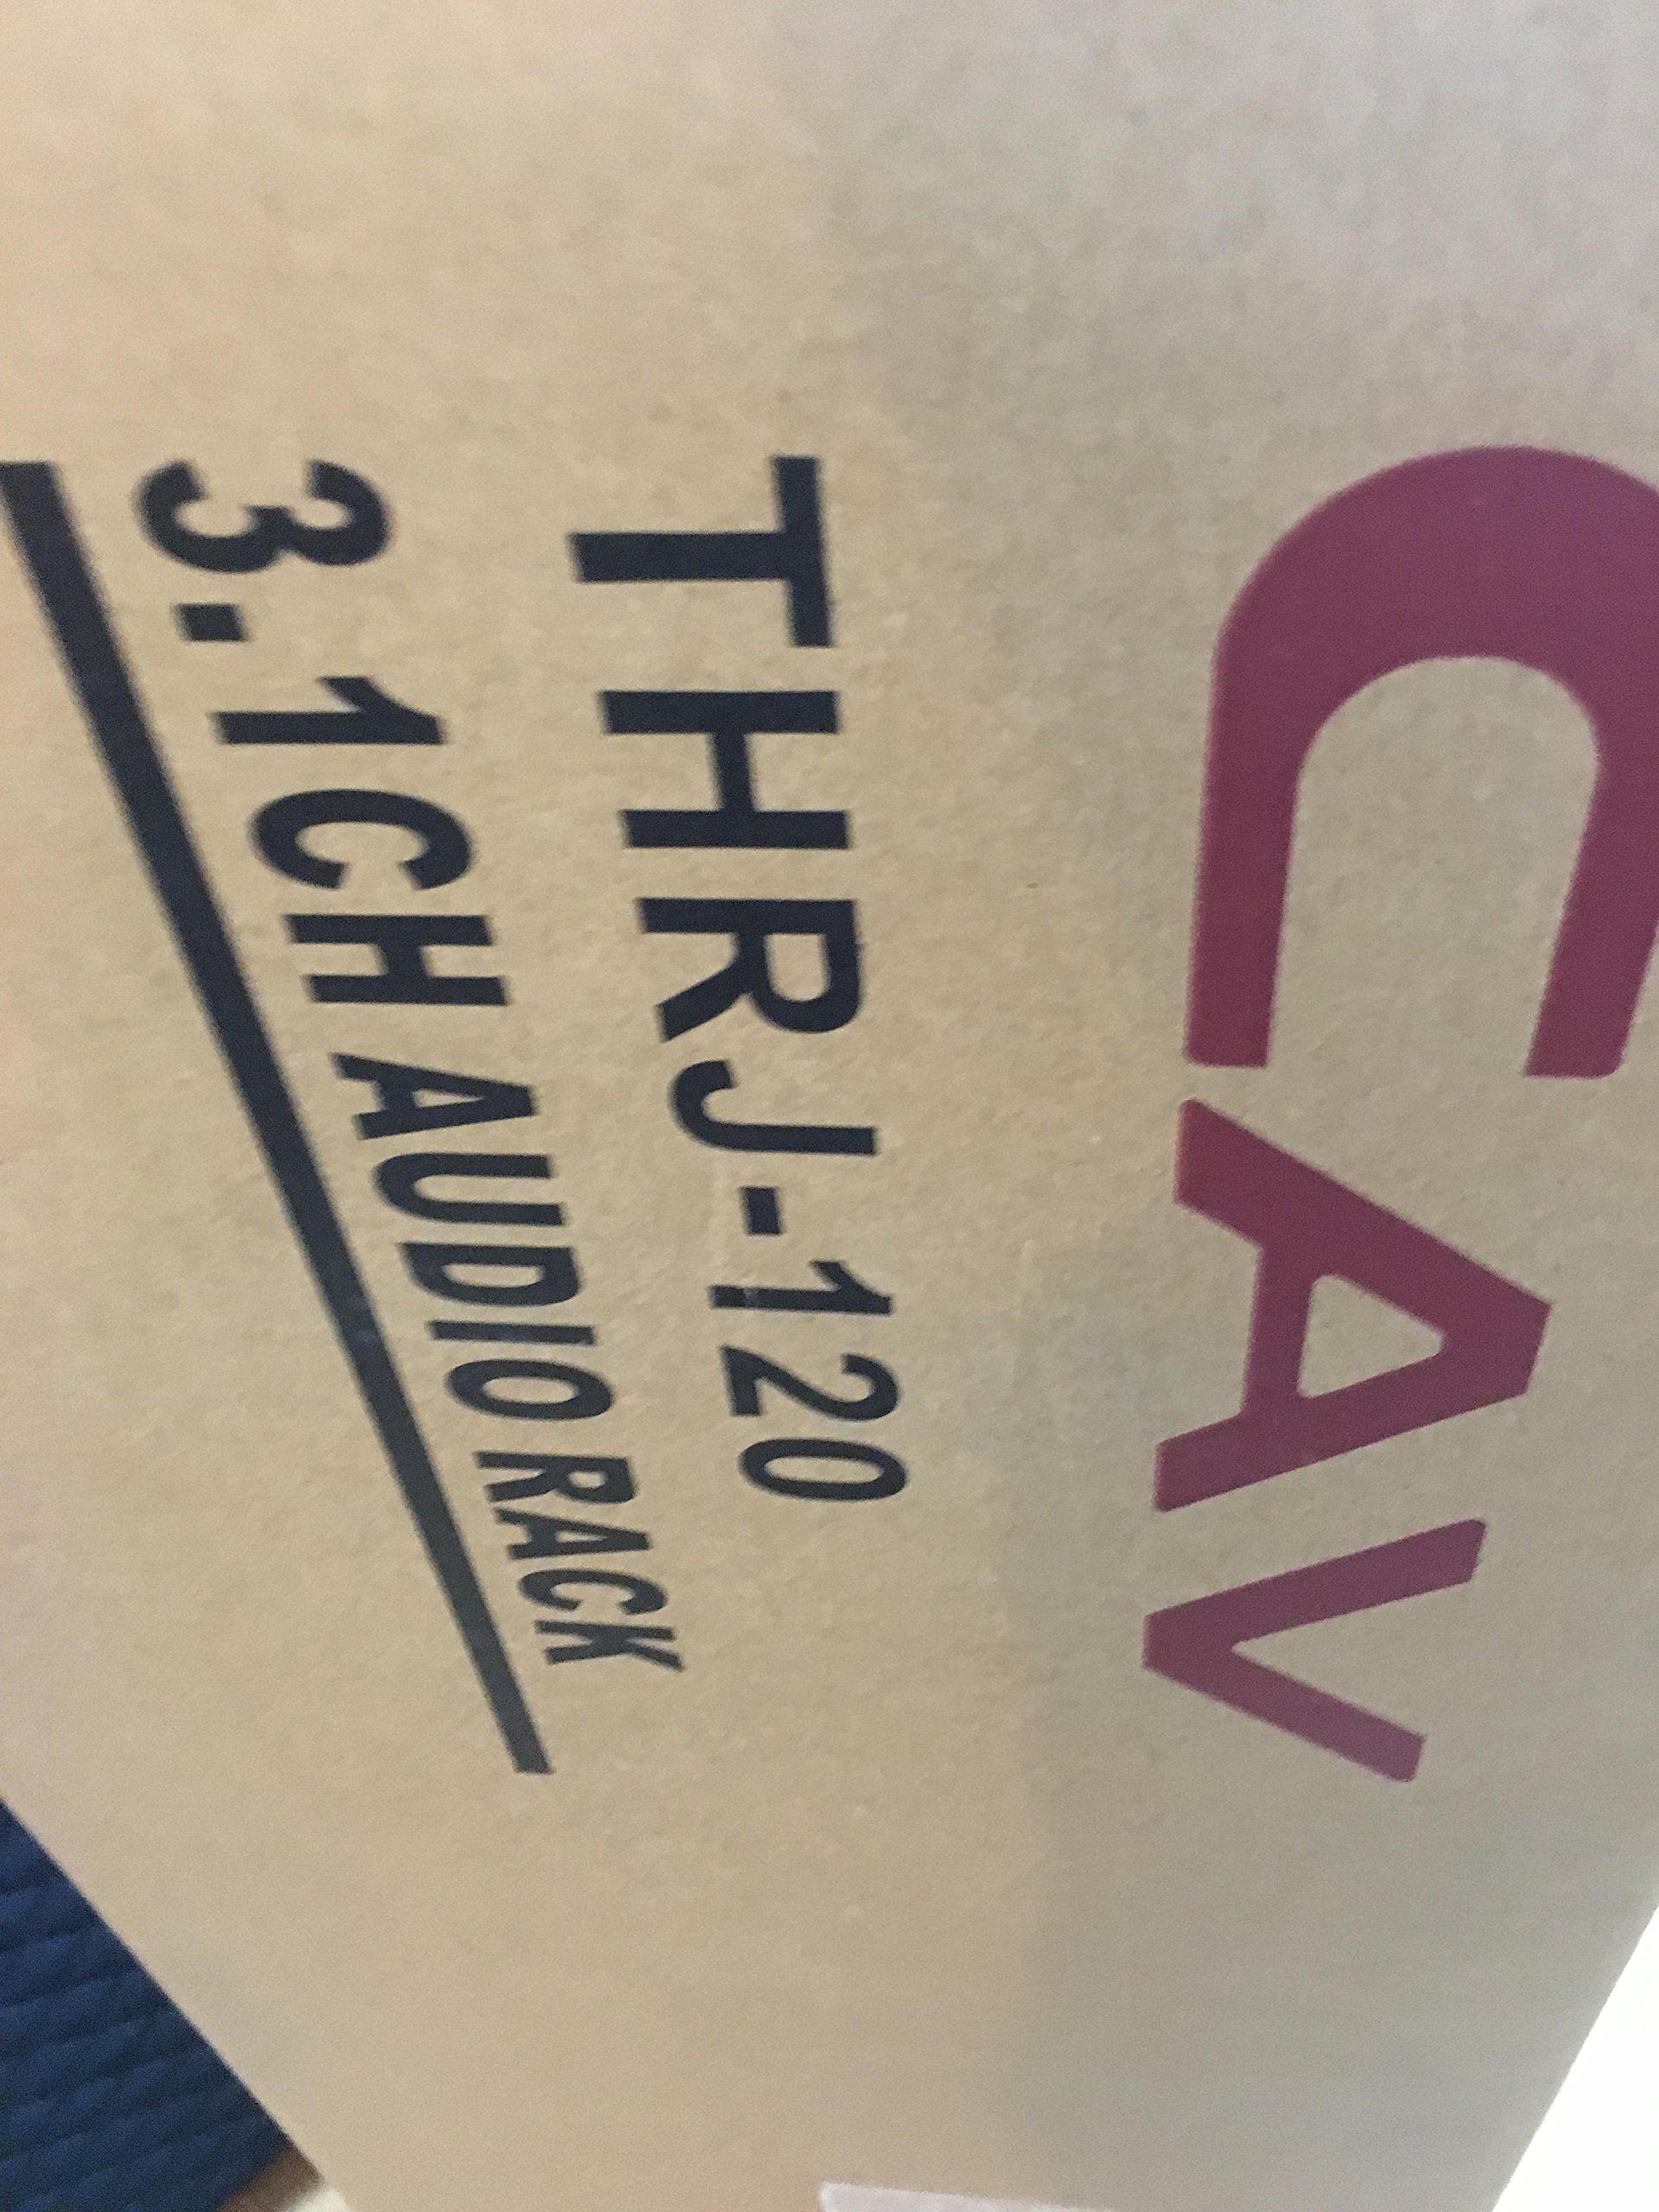 CAV
THRJ-120
3.1CH AUDIO RACK